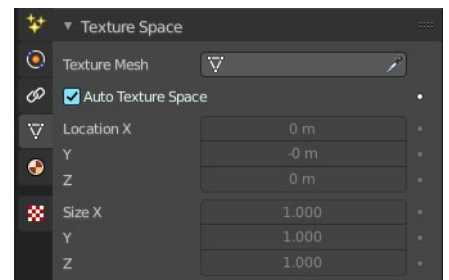 Texture Space
Texture Mesh
Auto Texture Space
Location X 0 m
Y -0 m
Z 0 m
Size X 1.000
Y 1.000
Z 1.000